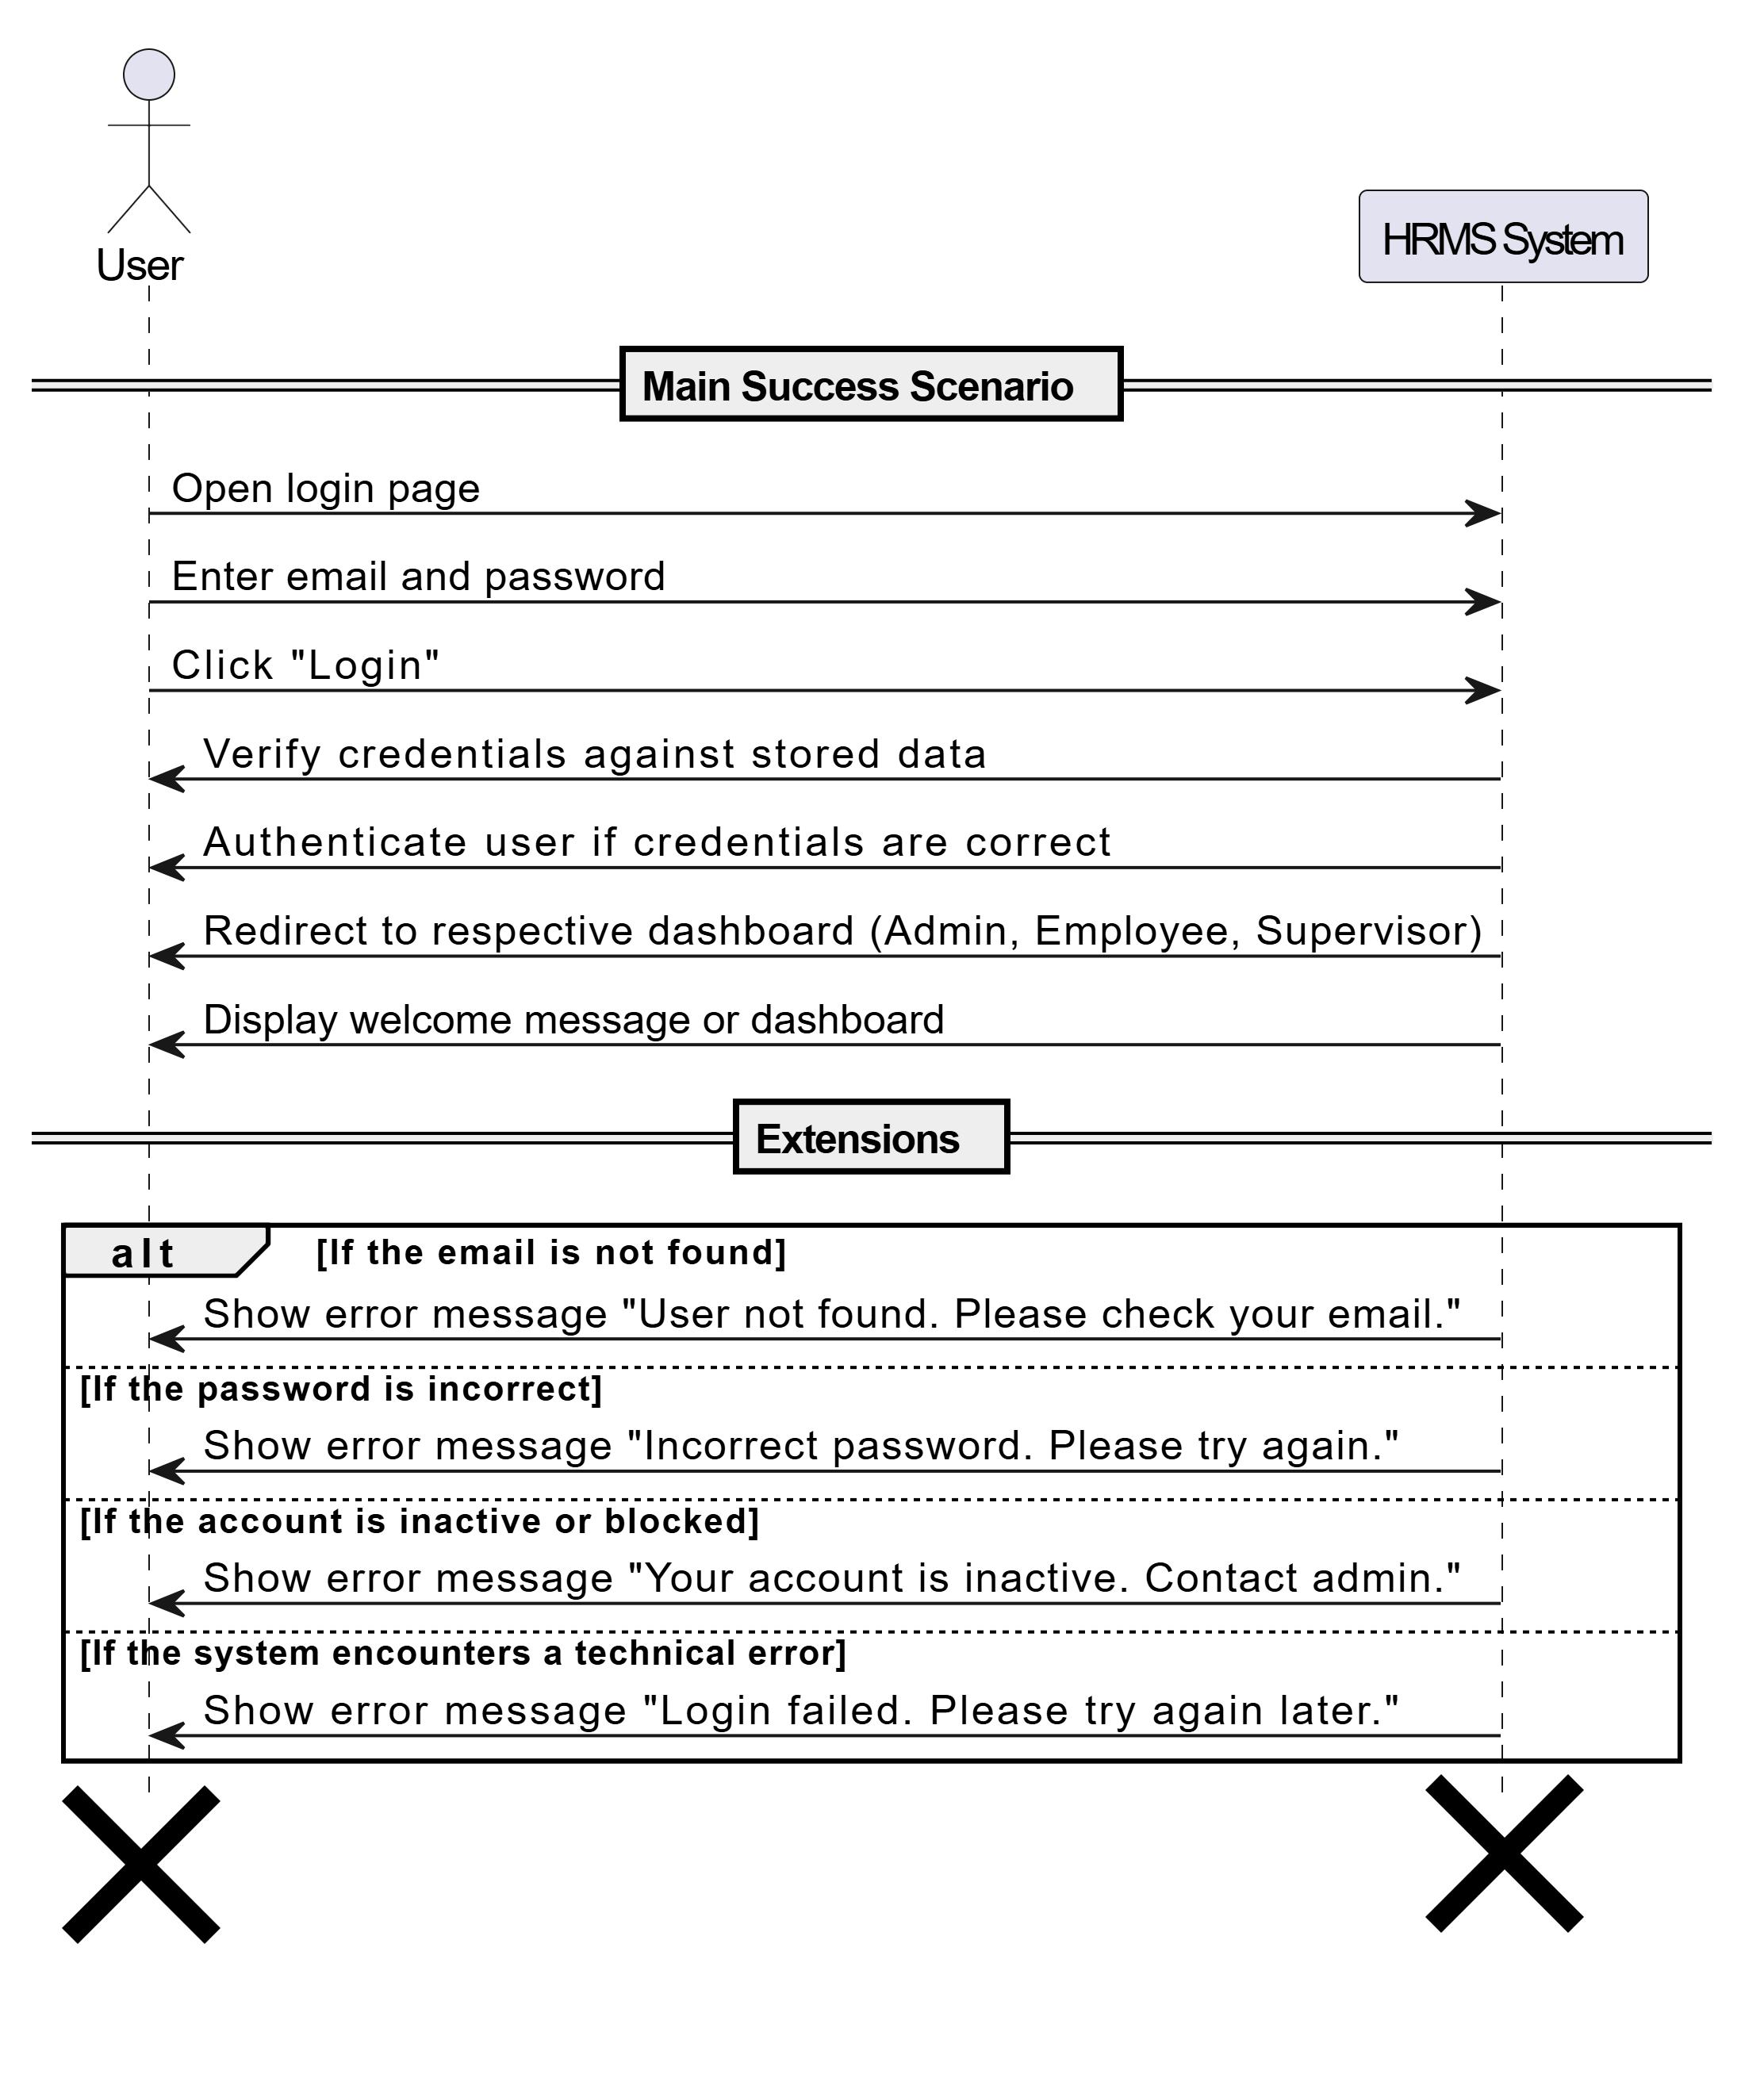 User
HRMS System
Main Success Scenario
Open login page
Enter email and password
Click "Login"
Verify credentials against stored data
Authenticate user if credentials are correct
Redirect to respective dashboard (Admin, Employee, Supervisor)
Display welcome message or dashboard
Extensions
alt [If the email is not found]
Show error message "User not found. Please check your email."
[If the password is incorrect]
Show error message "Incorrect password. Please try again."
[If the account is inactive or blocked]
Show error message "Your account is inactive. Contact admin."
[If the system encounters a technical error]
Show error message "Login failed. Please try again later."